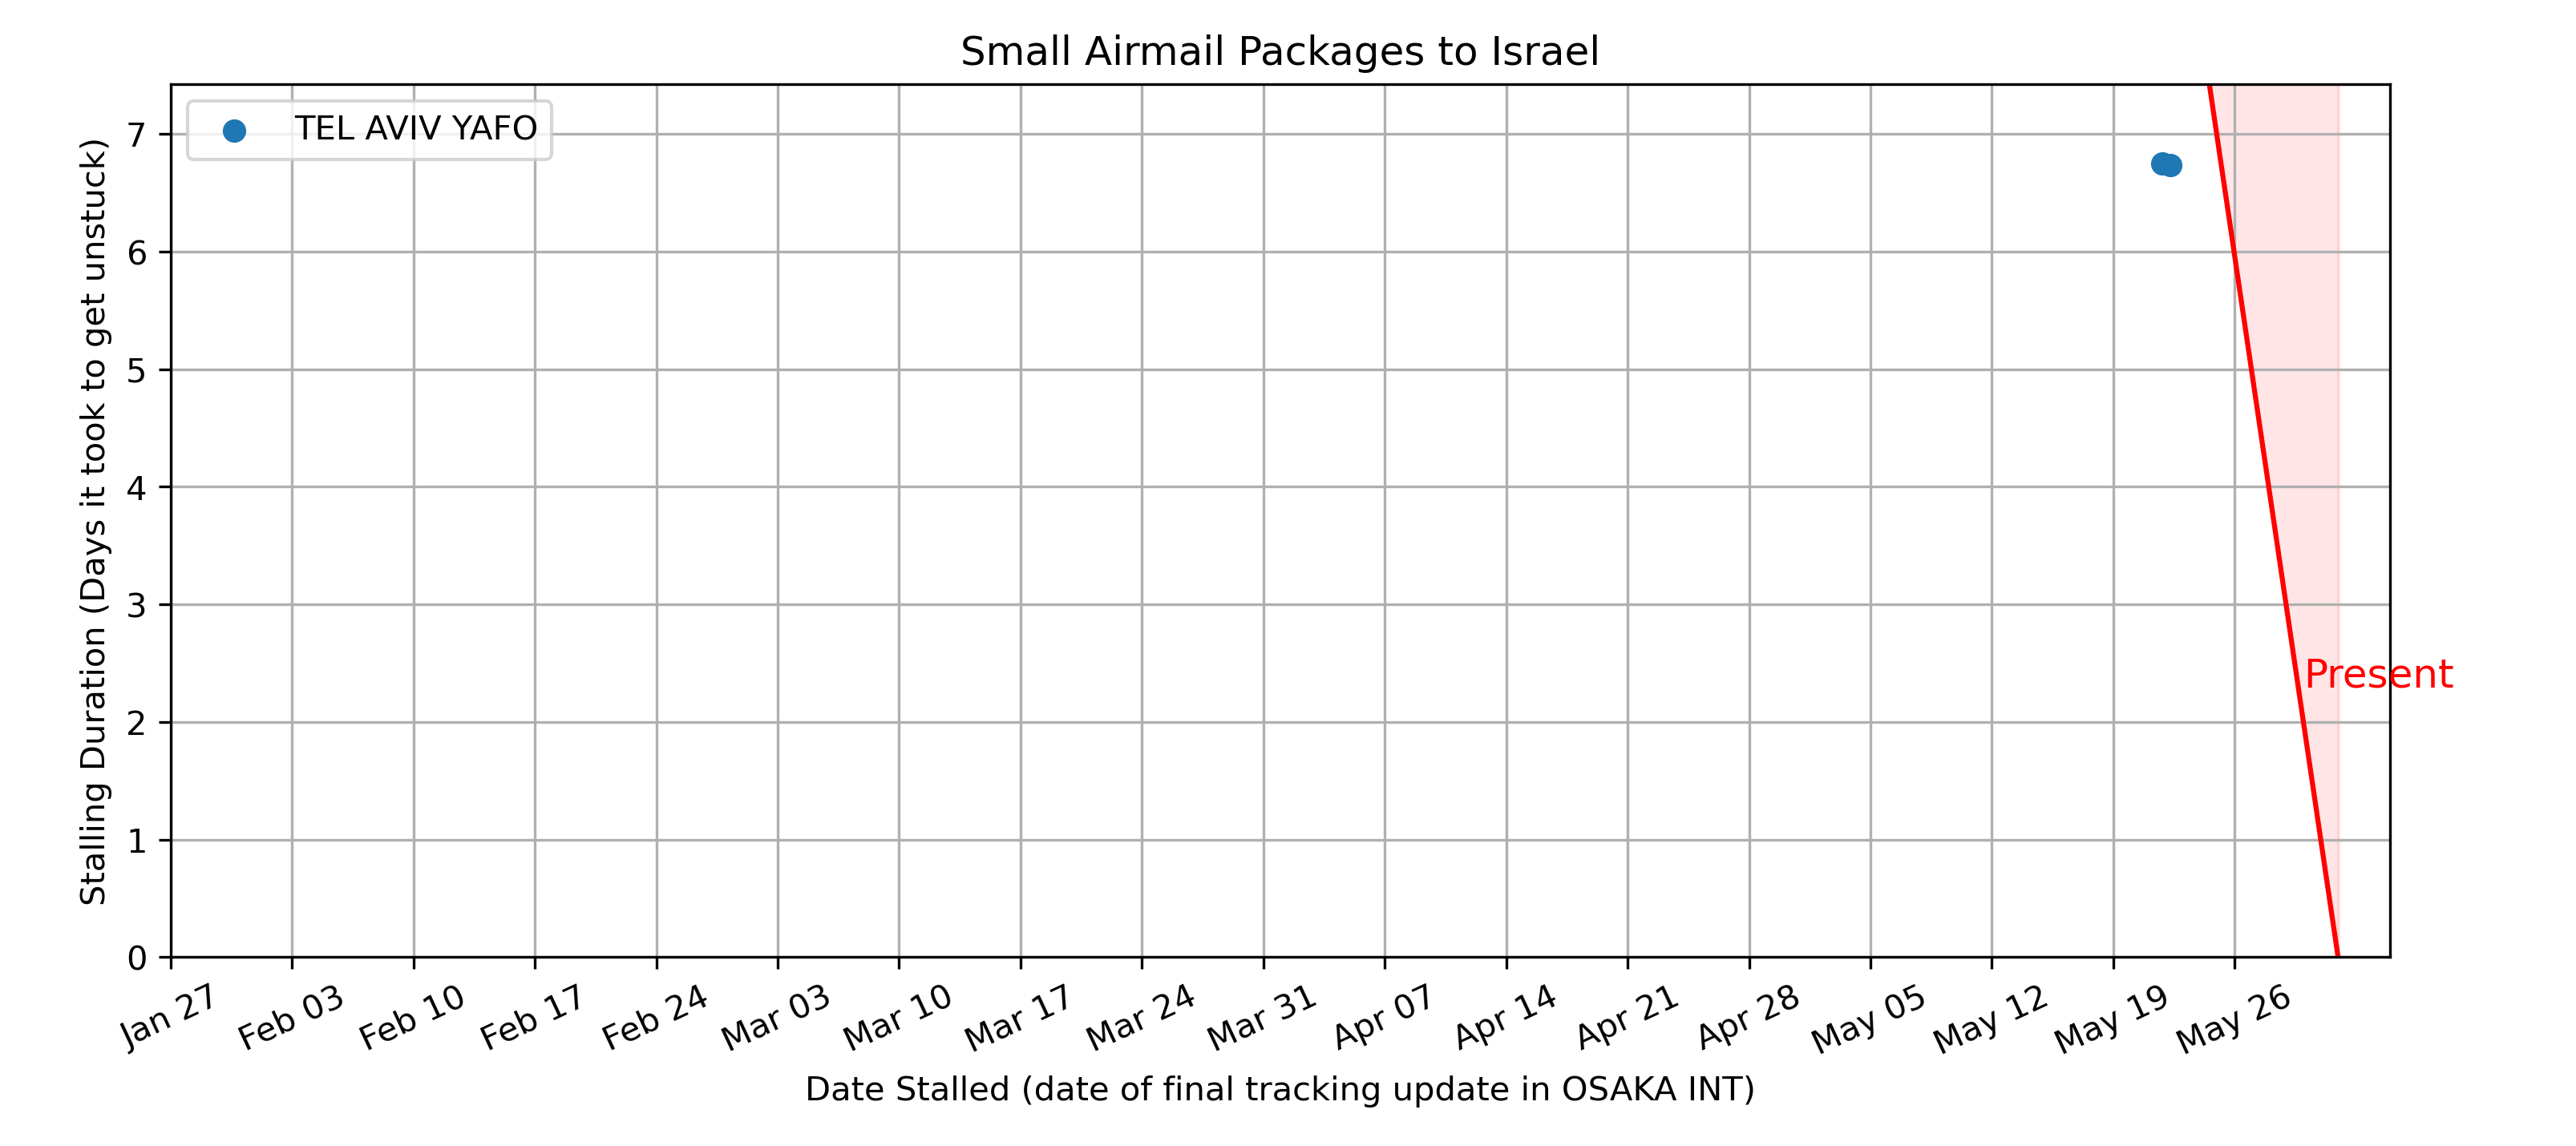 Small Airmail Packages to Israel
TEL AVIV YAFO
Stalling Duration (Days it took to get unstuck)
7
6
5
4
3
2
1
0
Present
Jan 27
Feb 03
Feb 10
Feb 17
Feb 24
Mar 03
Mar 10
Mar 17
Mar 24
Mar 31
Apr 07
Apr 14
Apr 21
Apr 28
May 05
May 12
May 19
May 26
Date Stalled (date of final tracking update in OSAKA INT)